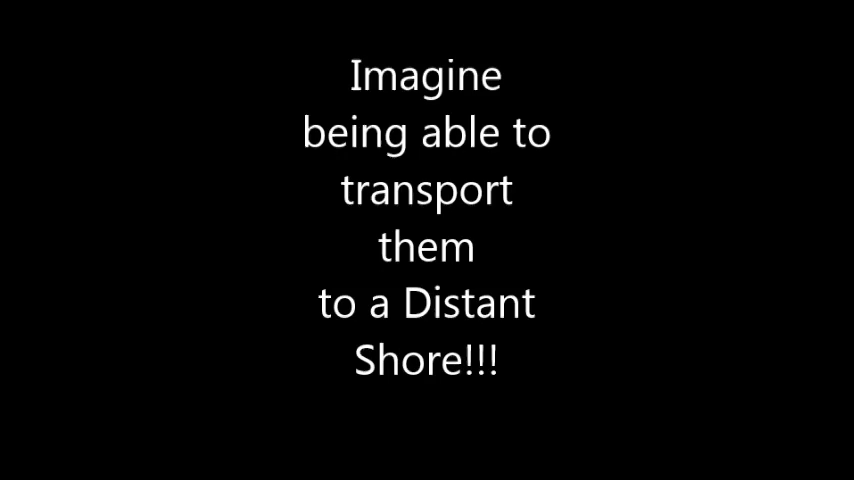 Imagine
being able to
transport
them
to a Distant
Shore!!!